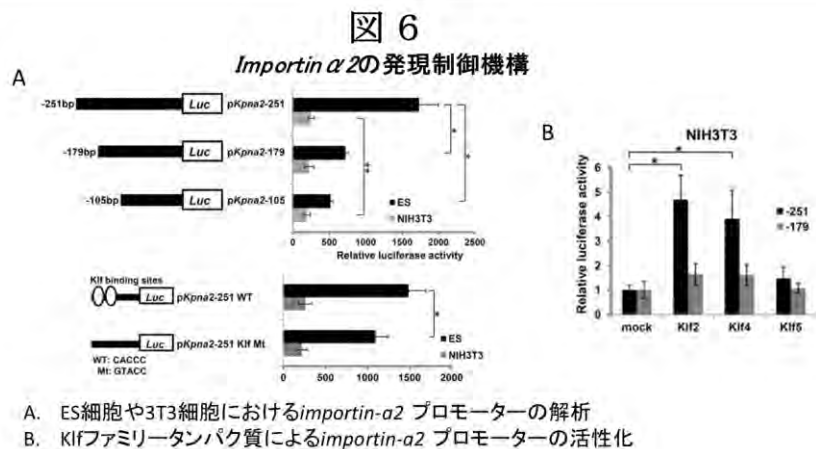 図 6
Importin α2の発現制御機構
A
-251bp Luc pKpna2-251
-179bp Luc pKpna2-179
-105bp Luc pKpna2-105
*
*
**
ES
NIH3T3
0 500 1000 1500 2000 2500
Relative luciferase activity
Klf binding sites
Luc pKpna2-251 WT
Luc pKpna2-251 Klf Mt
WT: CACCC
Mt: GTACC
*
ES
NIH3T3
0 500 1000 1500 2000
B
NIH3T3
*
*
Relative luciferase activity
6
5
4
3
2
1
0
-251
-179
mock Klf2 Klf4 Klf5
A. ES細胞や3T3細胞におけるimportin-α2 プロモーターの解析
B. Klfファミリータンパク質によるimportin-α2 プロモーターの活性化